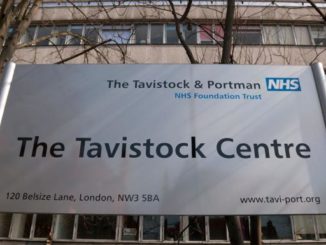 The Tavistock & Portman NHS
NHS Foundation Trust
The Tavistock Centre
120 Belsize Lane, London, NW3 5BA
www.tavi-port.org